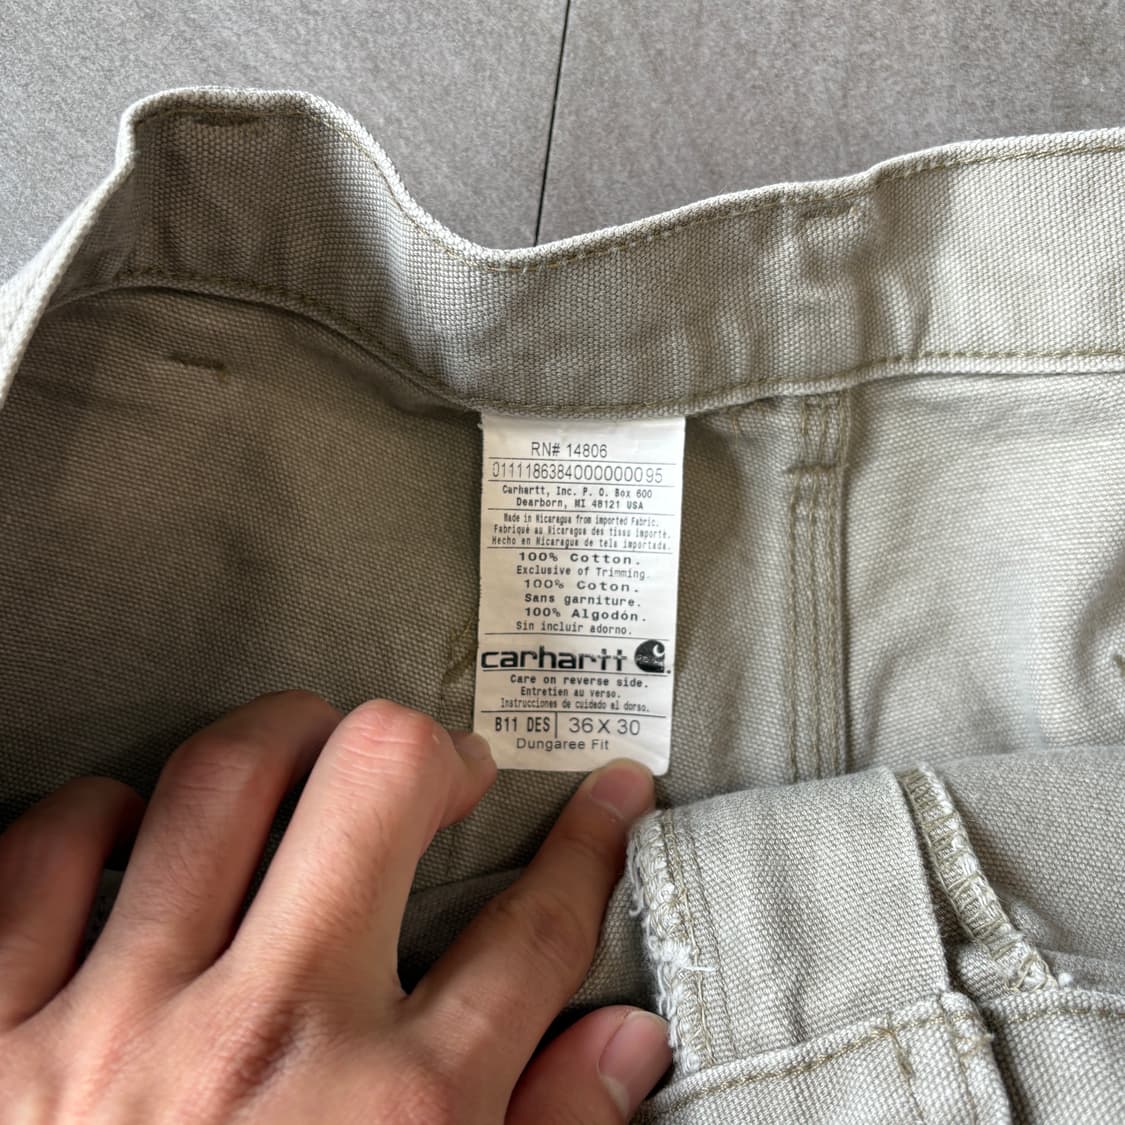 RN# 14806
0111186384000000095
Carhartt, Inc. P. O. Box 600
Dearborn, MI 48121 USA
Made in Nicaragua from imported Fabric.
Fabriqué au Nicaragua des tissu importé.
Hecho en Nicaragua de tela importada.
100% Cotton.
Exclusive of Trimming.
100% Coton.
Sans garniture.
100% Algodón.
Sin incluir adorno.
carhartt
Care on reverse side.
Entretien au verso.
Instrucciones de cuidado al dorso.
B11 DES 36 X 30
Dungaree Fit